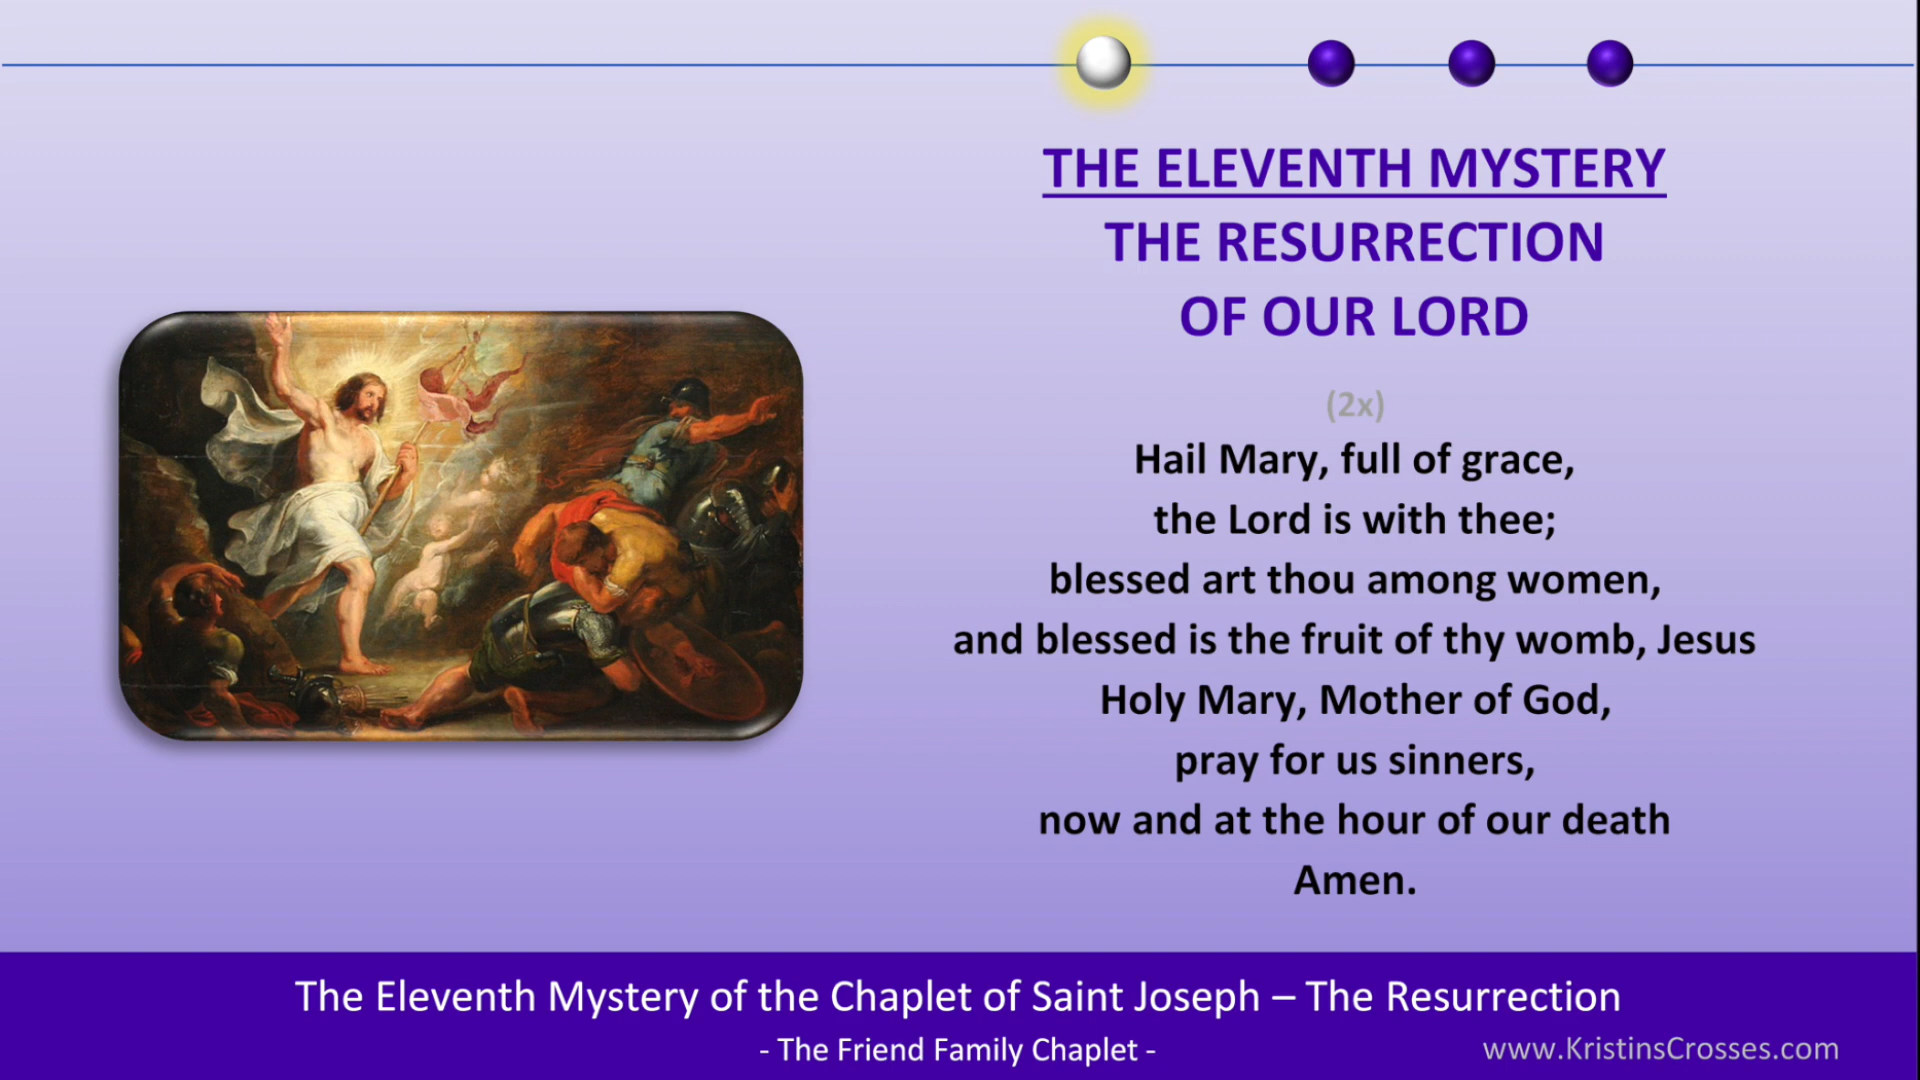 THE ELEVENTH MYSTERY
THE RESURRECTION
OF OUR LORD
(2x)
Hail Mary, full of grace,
the Lord is with thee;
blessed art thou among women,
and blessed is the fruit of thy womb, Jesus
Holy Mary, Mother of God,
pray for us sinners,
now and at the hour of our death
Amen.
The Eleventh Mystery of the Chaplet of Saint Joseph – The Resurrection
- The Friend Family Chaplet -
www.KristinsCrosses.com